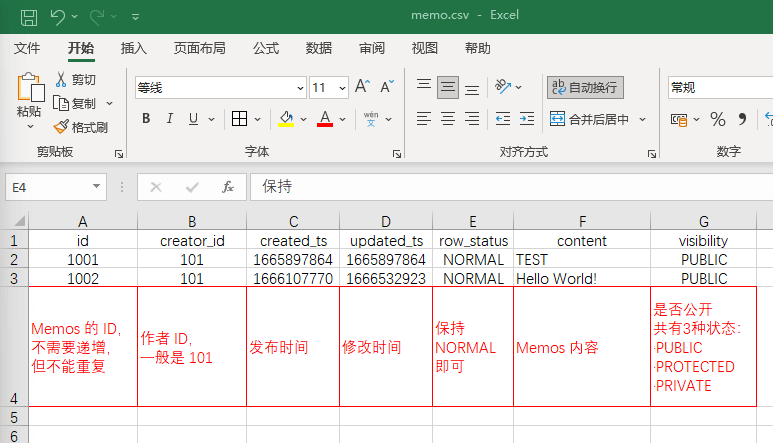 memo.csv - Excel
文件 开始 插入 页面布局 公式 数据 审阅 视图 帮助
粘贴
剪切
复制
格式刷
剪贴板
等线 11 A A
B I U A wén 文
字体
ab 自动换行
合并后居中
对齐方式
常规
%
数字
E4 fx 保持
A B C D E F G
1 id creator_id created_ts updated_ts row_status content visibility
2 1001 101 1665897864 1665897864 NORMAL TEST PUBLIC
3 1002 101 1666107770 1666532923 NORMAL Hello World! PUBLIC
4
Memos 的 ID,
不需要递增,
但不能重复
作者 ID,
一般是 101
发布时间
修改时间
保持
NORMAL
即可
Memos 内容
是否公开
共有3种状态:
·PUBLIC
·PROTECTED
·PRIVATE
5
6